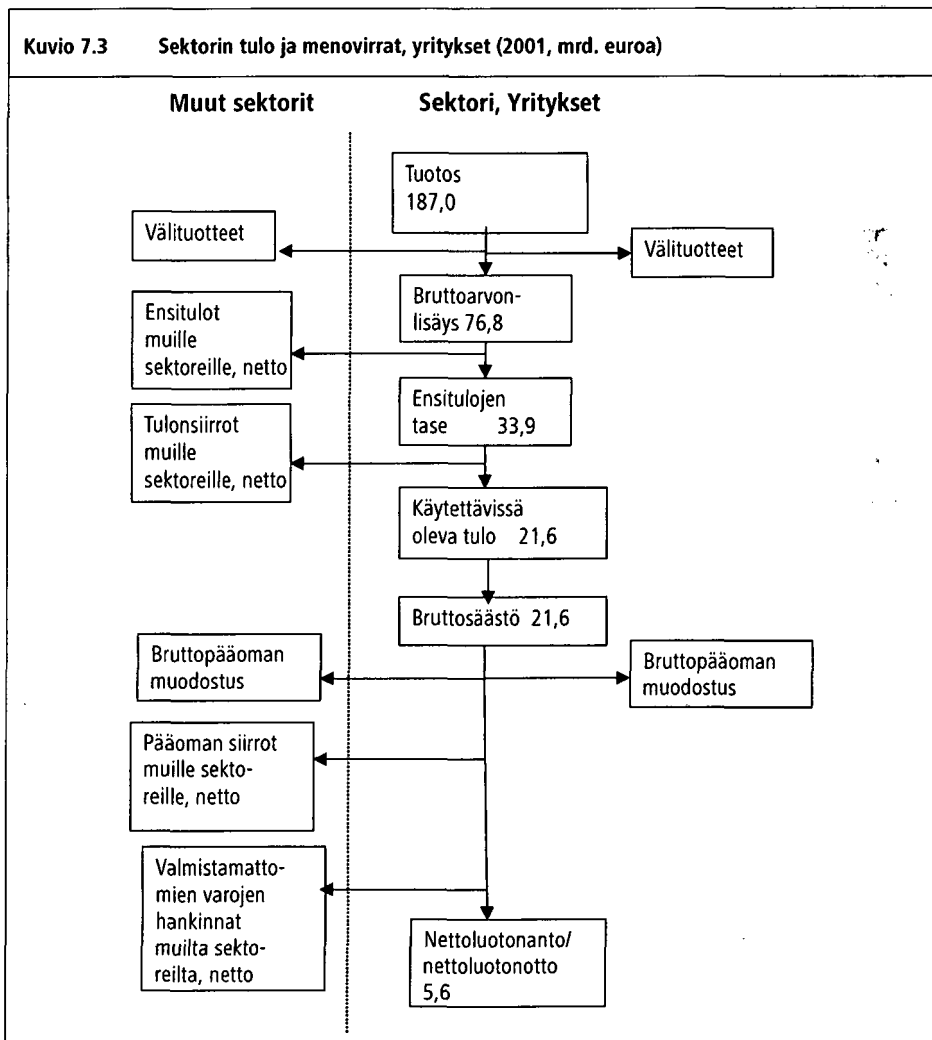 Kuvio 7.3 Sektorin tulo ja menovirrat, yritykset (2001, mrd. euroa)
Muut sektorit
Sektori, Yritykset
Tuotos
187,0
Välituotteet
Välituotteet
Bruttoarvon-
lisäys 76,8
Ensitulot
muille
sektoreille, netto
Ensitulojen
tase 33,9
Tulonsiirrot
muille
sektoreille, netto
Käytettävissä
oleva tulo 21,6
Bruttosäästö 21,6
Bruttopääoman
muodostus
Bruttopääoman
muodostus
Pääoman siirrot
muille sekto-
reille, netto
Valmistamatto-
mien varojen
hankinnat
muilta sekto-
reilta, netto
Nettoluotonanto/
nettoluotonotto
5,6